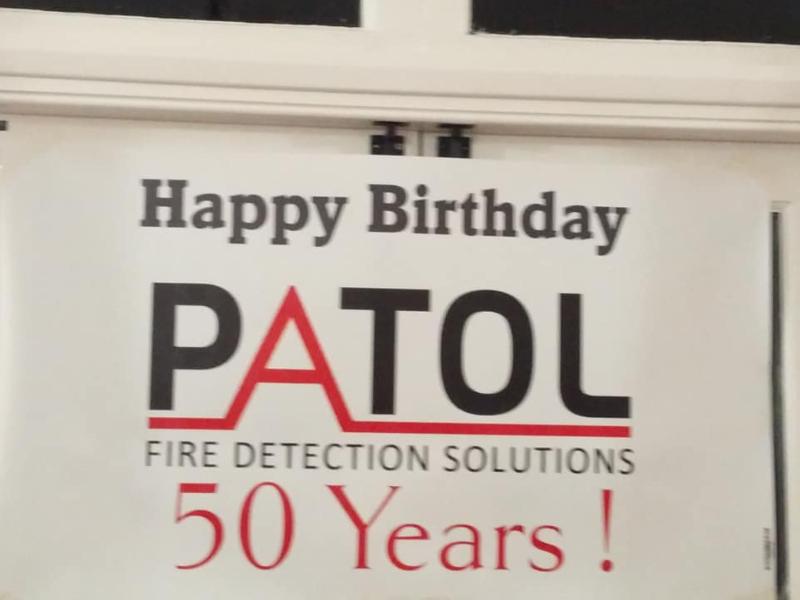 Happy Birthday
PATOL
FIRE DETECTION SOLUTIONS
50 Years !